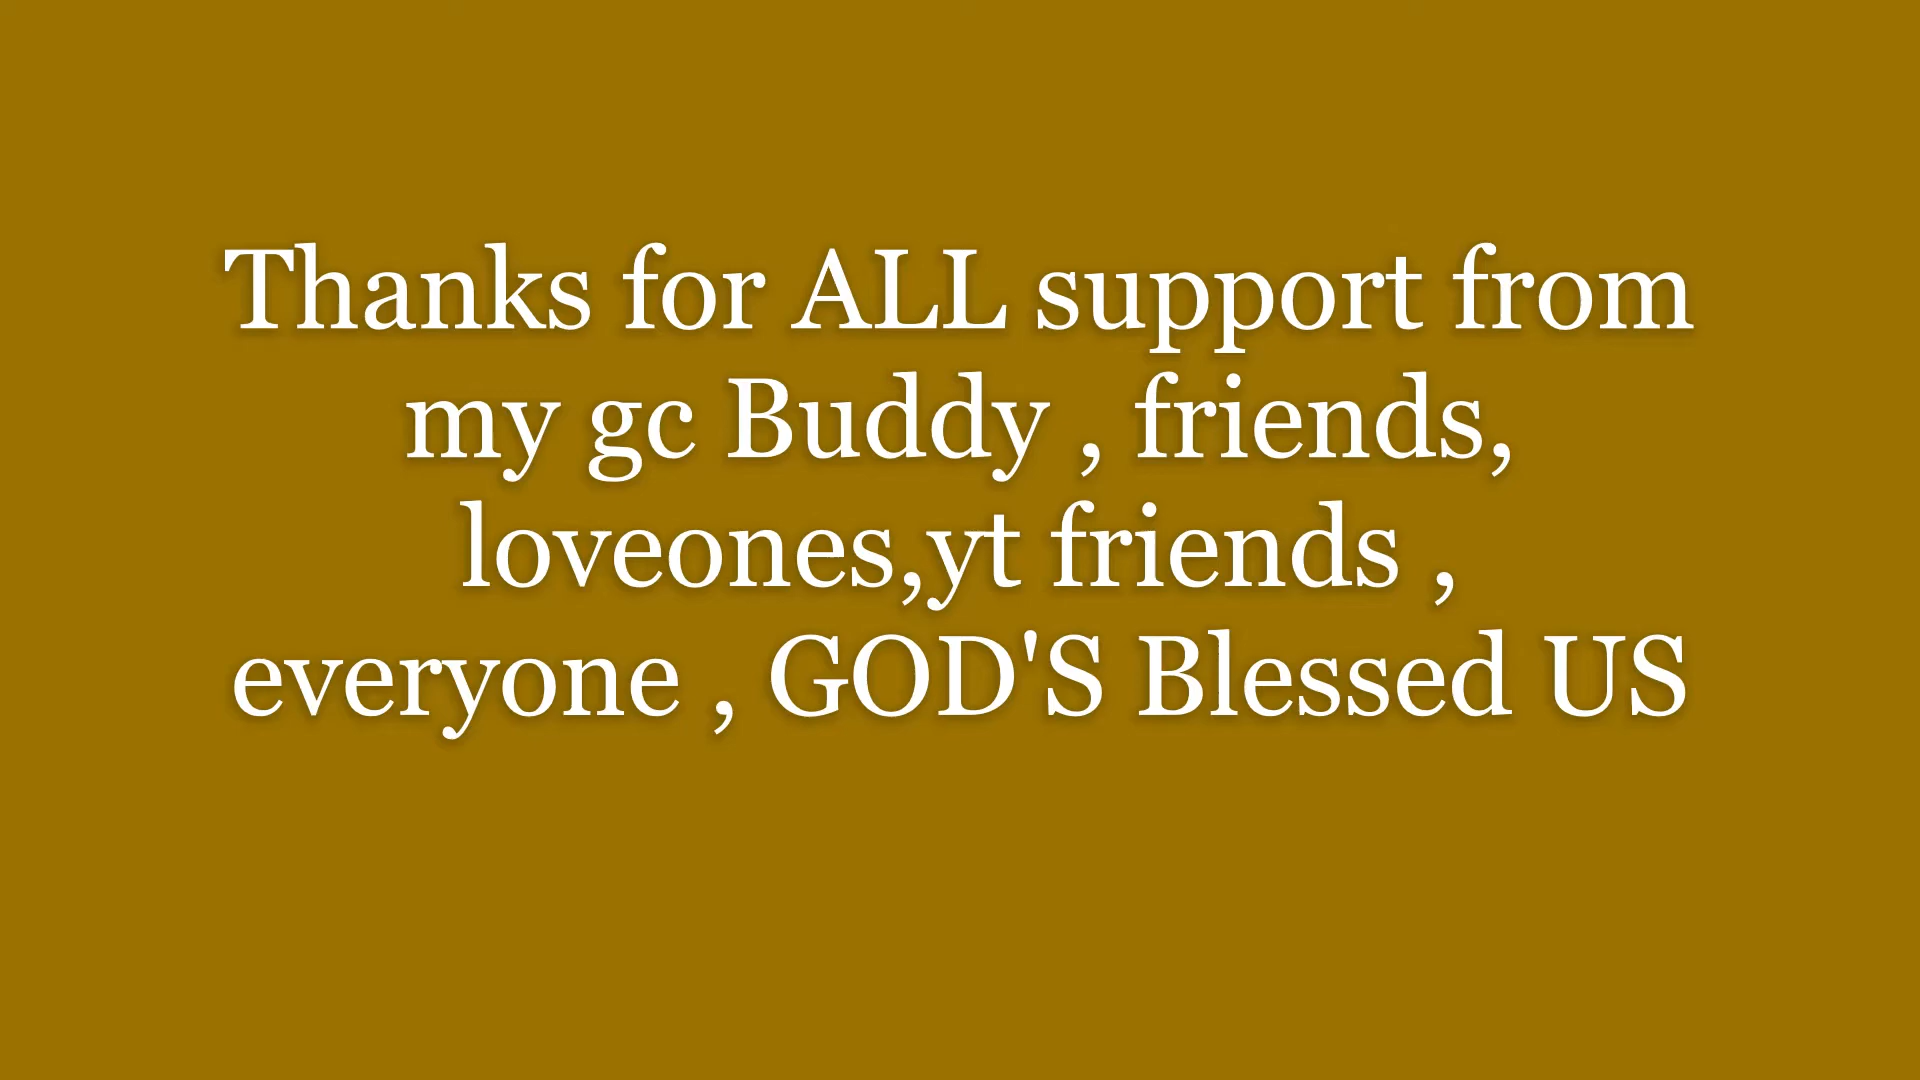 Thanks for ALL support from
my gc Buddy , friends,
loveones,yt friends ,
everyone , GOD'S Blessed US